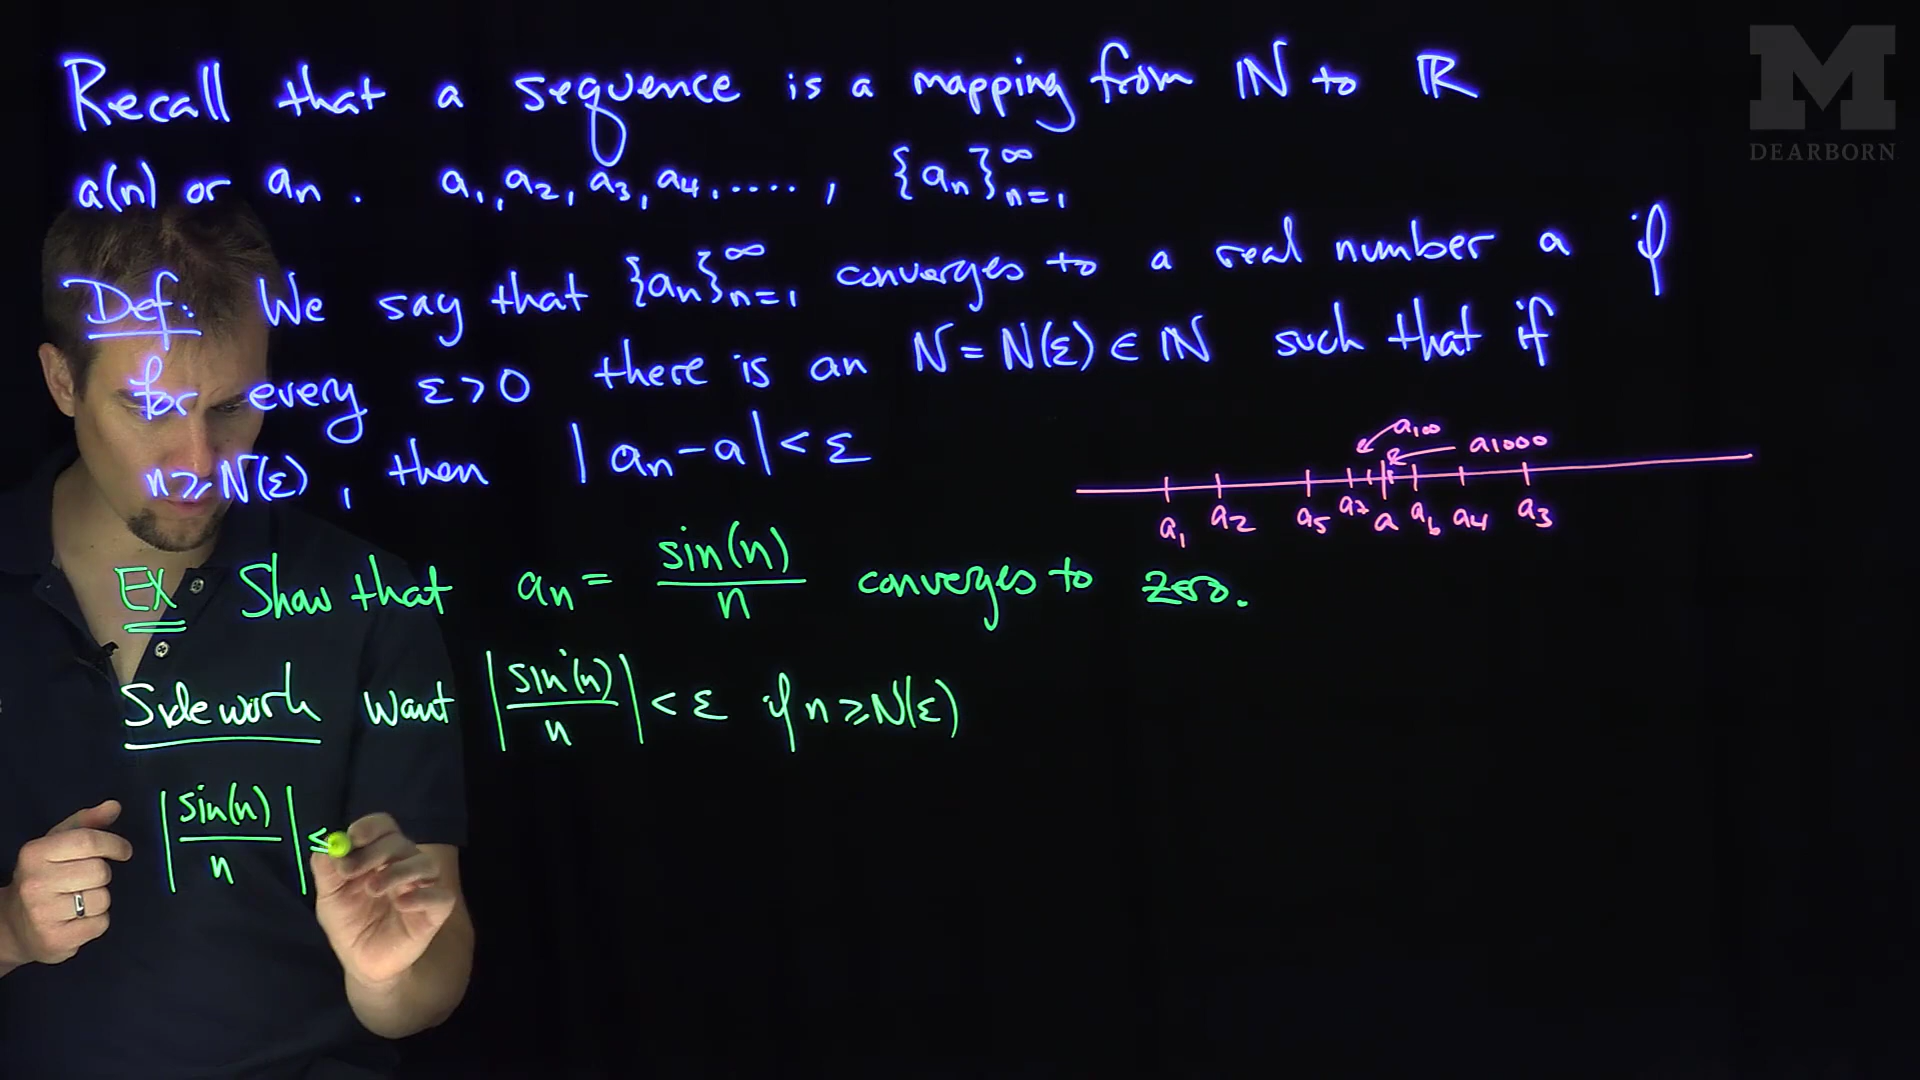 Recall that a sequence is a mapping from ℕ to ℝ
a(n) or aₙ. a₁, a₂, a₃, a₄, ....., {aₙ}ₙ₌₁^∞
Def: We say that {aₙ}ₙ₌₁^∞ converges to a real number a if
for every ε > 0 there is an N = N(ε) ∈ ℕ such that if
n ≥ N(ε), then |aₙ - a| < ε
a₁₀₀ a₁₀₀₀
a₁ a₂ a₅ a₇ a a₆ a₄ a₃
EX Show that aₙ = sin(n)/n converges to zero.
Sidework Want |sin(n)/n| < ε if n ≥ N(ε)
|sin(n)/n| ≤
M
DEARBORN